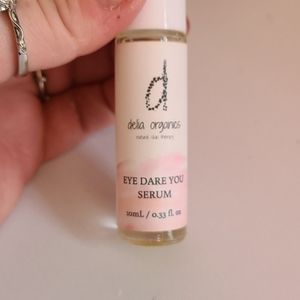 d
delia organics
natural skin therapy
EYE DARE YOU
SERUM
10mL / 0.33 fl. oz